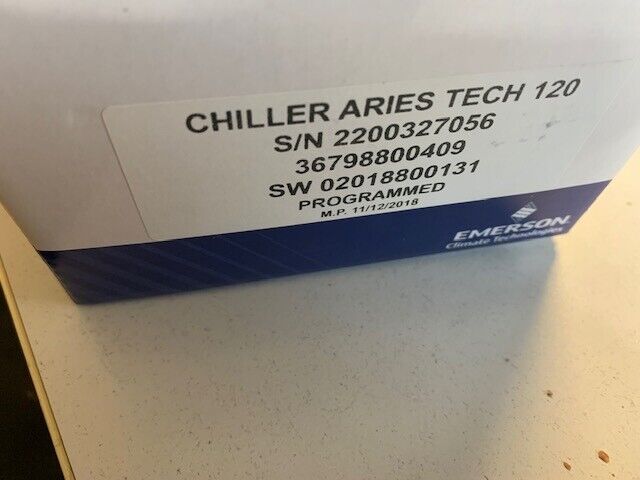 CHILLER ARIES TECH 120
S/N 2200327056
36798800409
SW 02018800131
PROGRAMMED
M.P. 11/12/2018
EMERSON
Climate Technologies